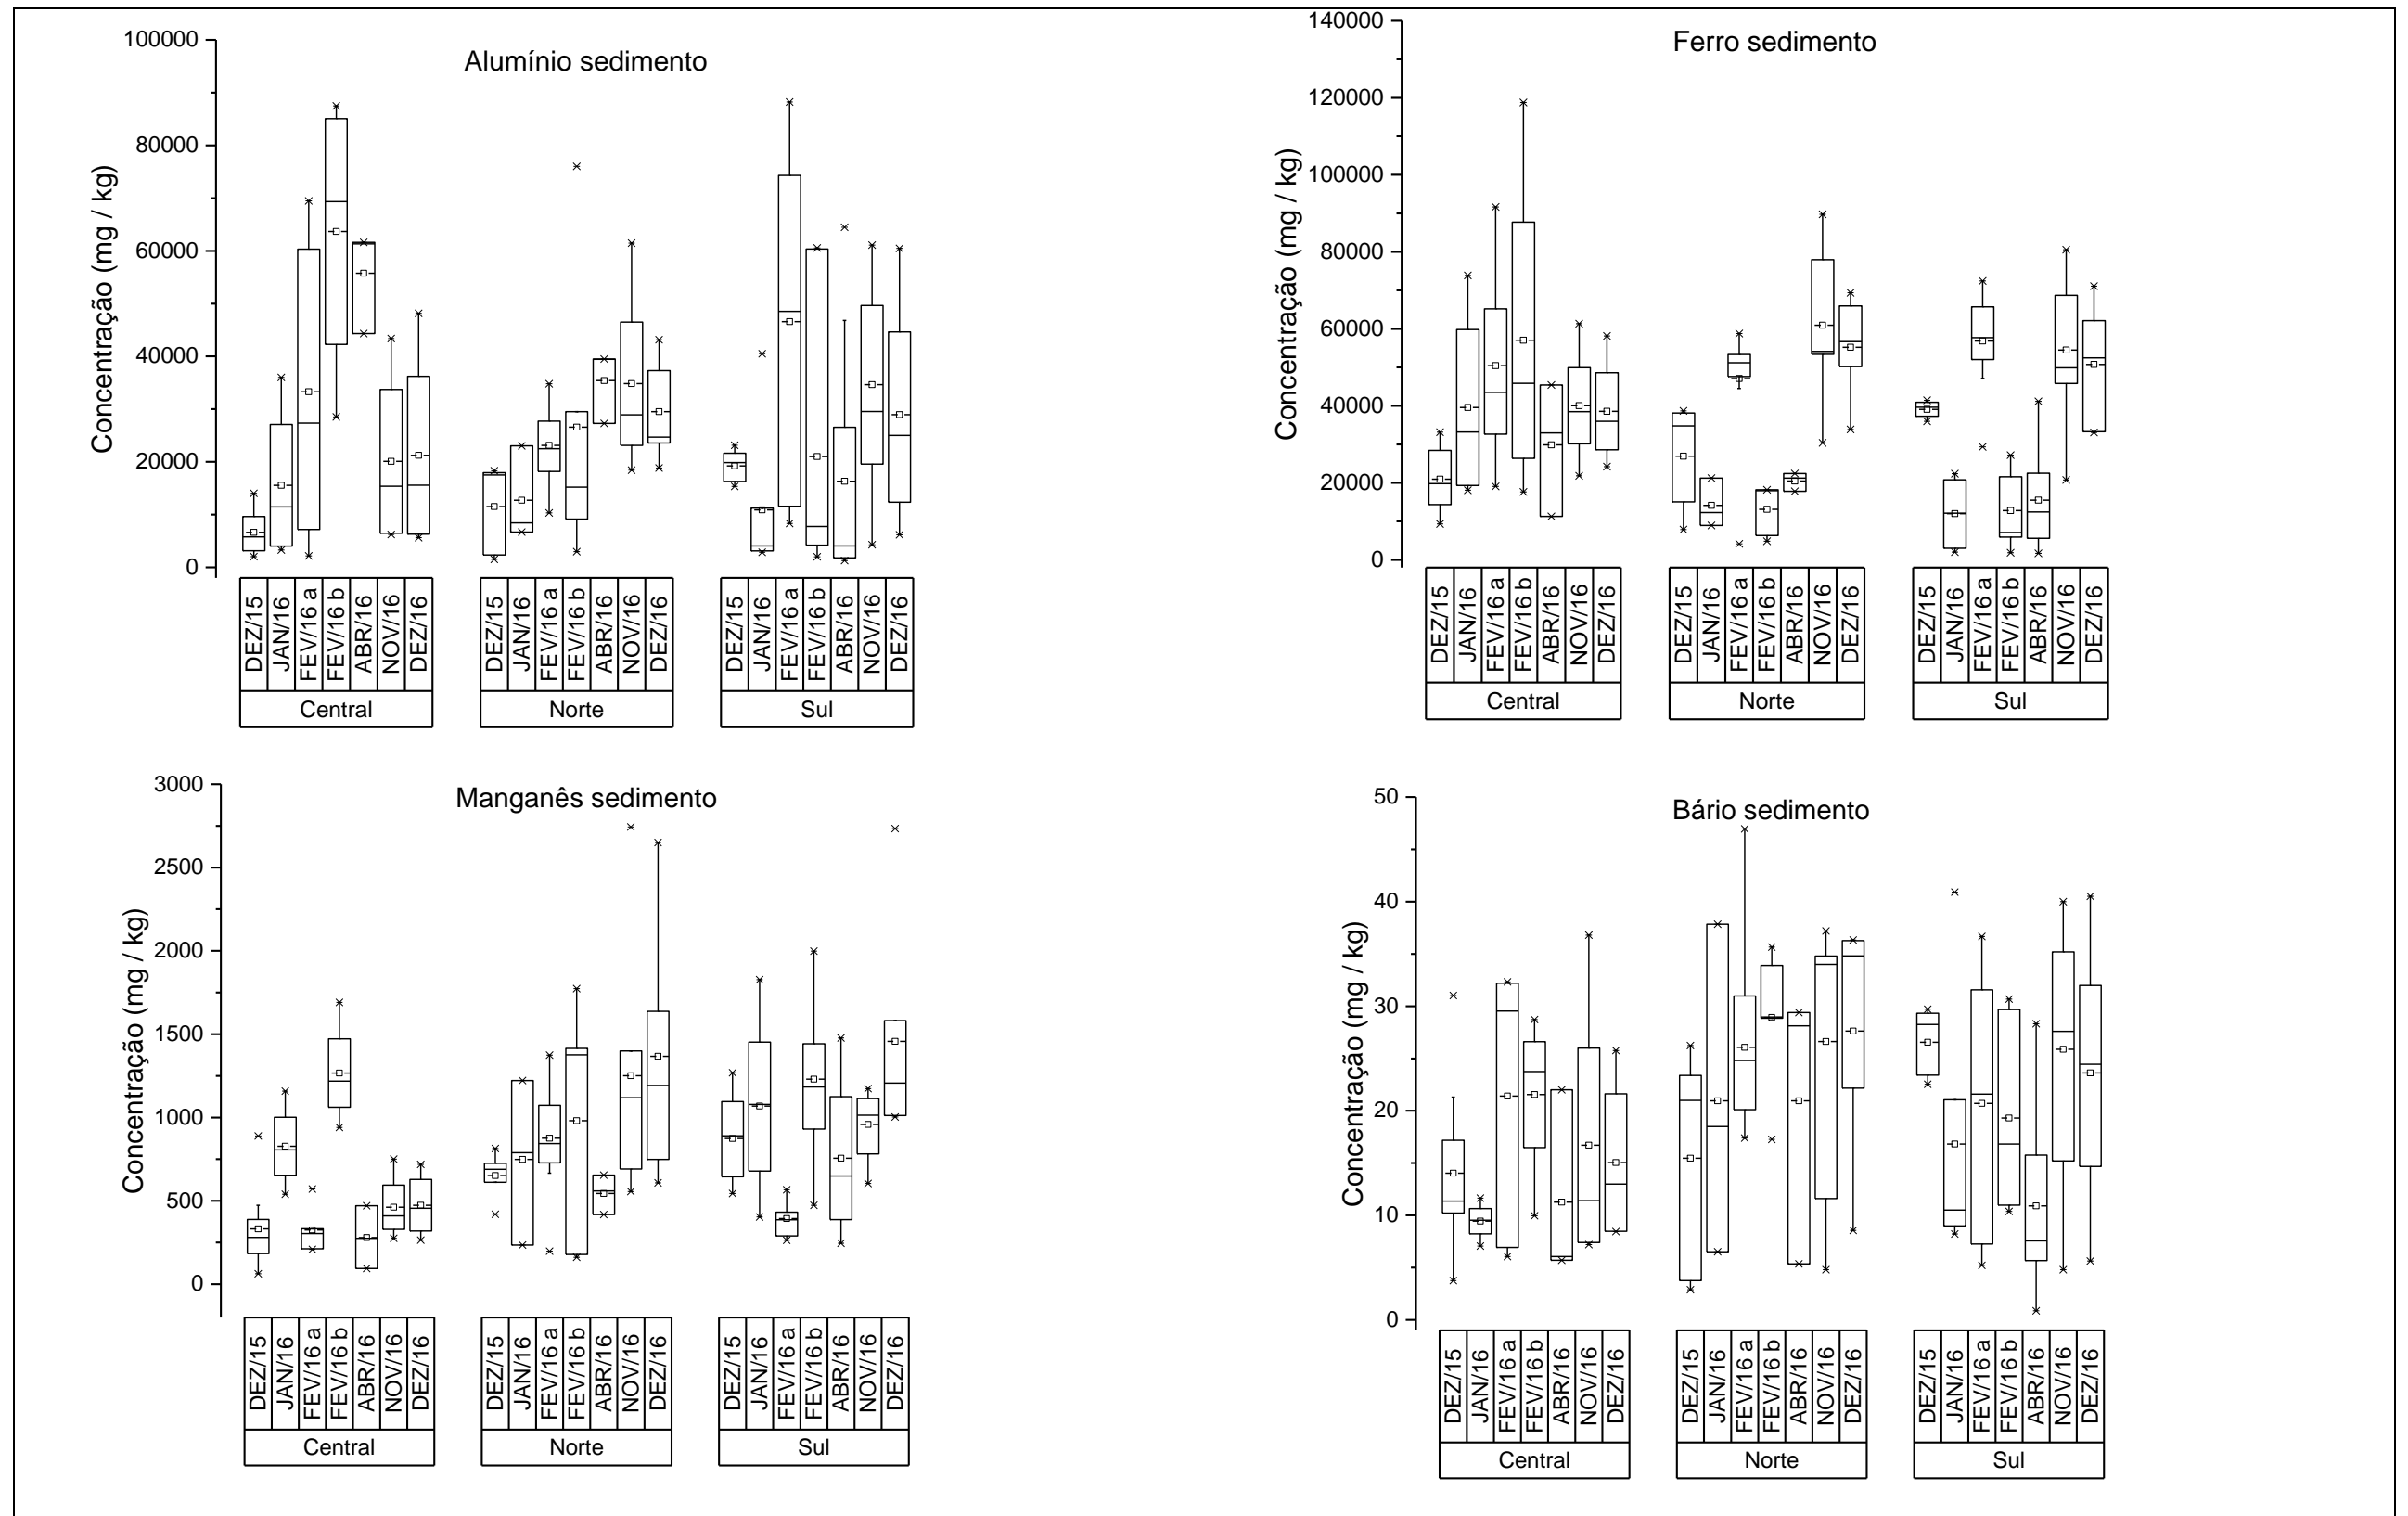 Alumínio sedimento
Concentração (mg / kg)
100000
80000
60000
40000
20000
0
DEZ/15
JAN/16
FEV/16 a
FEV/16 b
ABR/16
NOV/16
DEZ/16
DEZ/15
JAN/16
FEV/16 a
FEV/16 b
ABR/16
NOV/16
DEZ/16
DEZ/15
JAN/16
FEV/16 a
FEV/16 b
ABR/16
NOV/16
DEZ/16
Central Norte Sul
Ferro sedimento
Concentração (mg / kg)
140000
120000
100000
80000
60000
40000
20000
0
DEZ/15
JAN/16
FEV/16 a
FEV/16 b
ABR/16
NOV/16
DEZ/16
DEZ/15
JAN/16
FEV/16 a
FEV/16 b
ABR/16
NOV/16
DEZ/16
DEZ/15
JAN/16
FEV/16 a
FEV/16 b
ABR/16
NOV/16
DEZ/16
Central Norte Sul
Manganês sedimento
Concentração (mg / kg)
3000
2500
2000
1500
1000
500
0
DEZ/15
JAN/16
FEV/16 a
FEV/16 b
ABR/16
NOV/16
DEZ/16
DEZ/15
JAN/16
FEV/16 a
FEV/16 b
ABR/16
NOV/16
DEZ/16
DEZ/15
JAN/16
FEV/16 a
FEV/16 b
ABR/16
NOV/16
DEZ/16
Central Norte Sul
Bário sedimento
Concentração (mg / kg)
50
40
30
20
10
0
DEZ/15
JAN/16
FEV/16 a
FEV/16 b
ABR/16
NOV/16
DEZ/16
DEZ/15
JAN/16
FEV/16 a
FEV/16 b
ABR/16
NOV/16
DEZ/16
DEZ/15
JAN/16
FEV/16 a
FEV/16 b
ABR/16
NOV/16
DEZ/16
Central Norte Sul